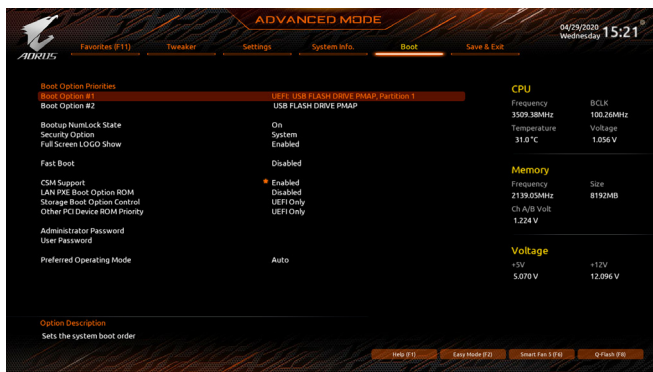 ADVANCED MODE
04/29/2020
Wednesday 15:21
AORUS
Favorites (F11) Tweaker Settings System Info. Boot Save & Exit
Boot Option Priorities
Boot Option #1 UEFI: USB FLASH DRIVE PMAP, Partition 1
Boot Option #2 USB FLASH DRIVE PMAP
Bootup NumLock State On
Security Option System
Full Screen LOGO Show Enabled
Fast Boot Disabled
CSM Support * Enabled
LAN PXE Boot Option ROM Disabled
Storage Boot Option Control UEFI Only
Other PCI Device ROM Priority UEFI Only
Administrator Password
User Password
Preferred Operating Mode Auto
CPU
Frequency BCLK
3509.38MHz 100.26MHz
Temperature Voltage
31.0 °C 1.056 V
Memory
Frequency Size
2139.05MHz 8192MB
Ch A/B Volt
1.224 V
Voltage
+5V +12V
5.070 V 12.096 V
Option Description
Sets the system boot order
Help (F1) Easy Mode (F2) Smart Fan 5 (F6) Q-Flash (F8)